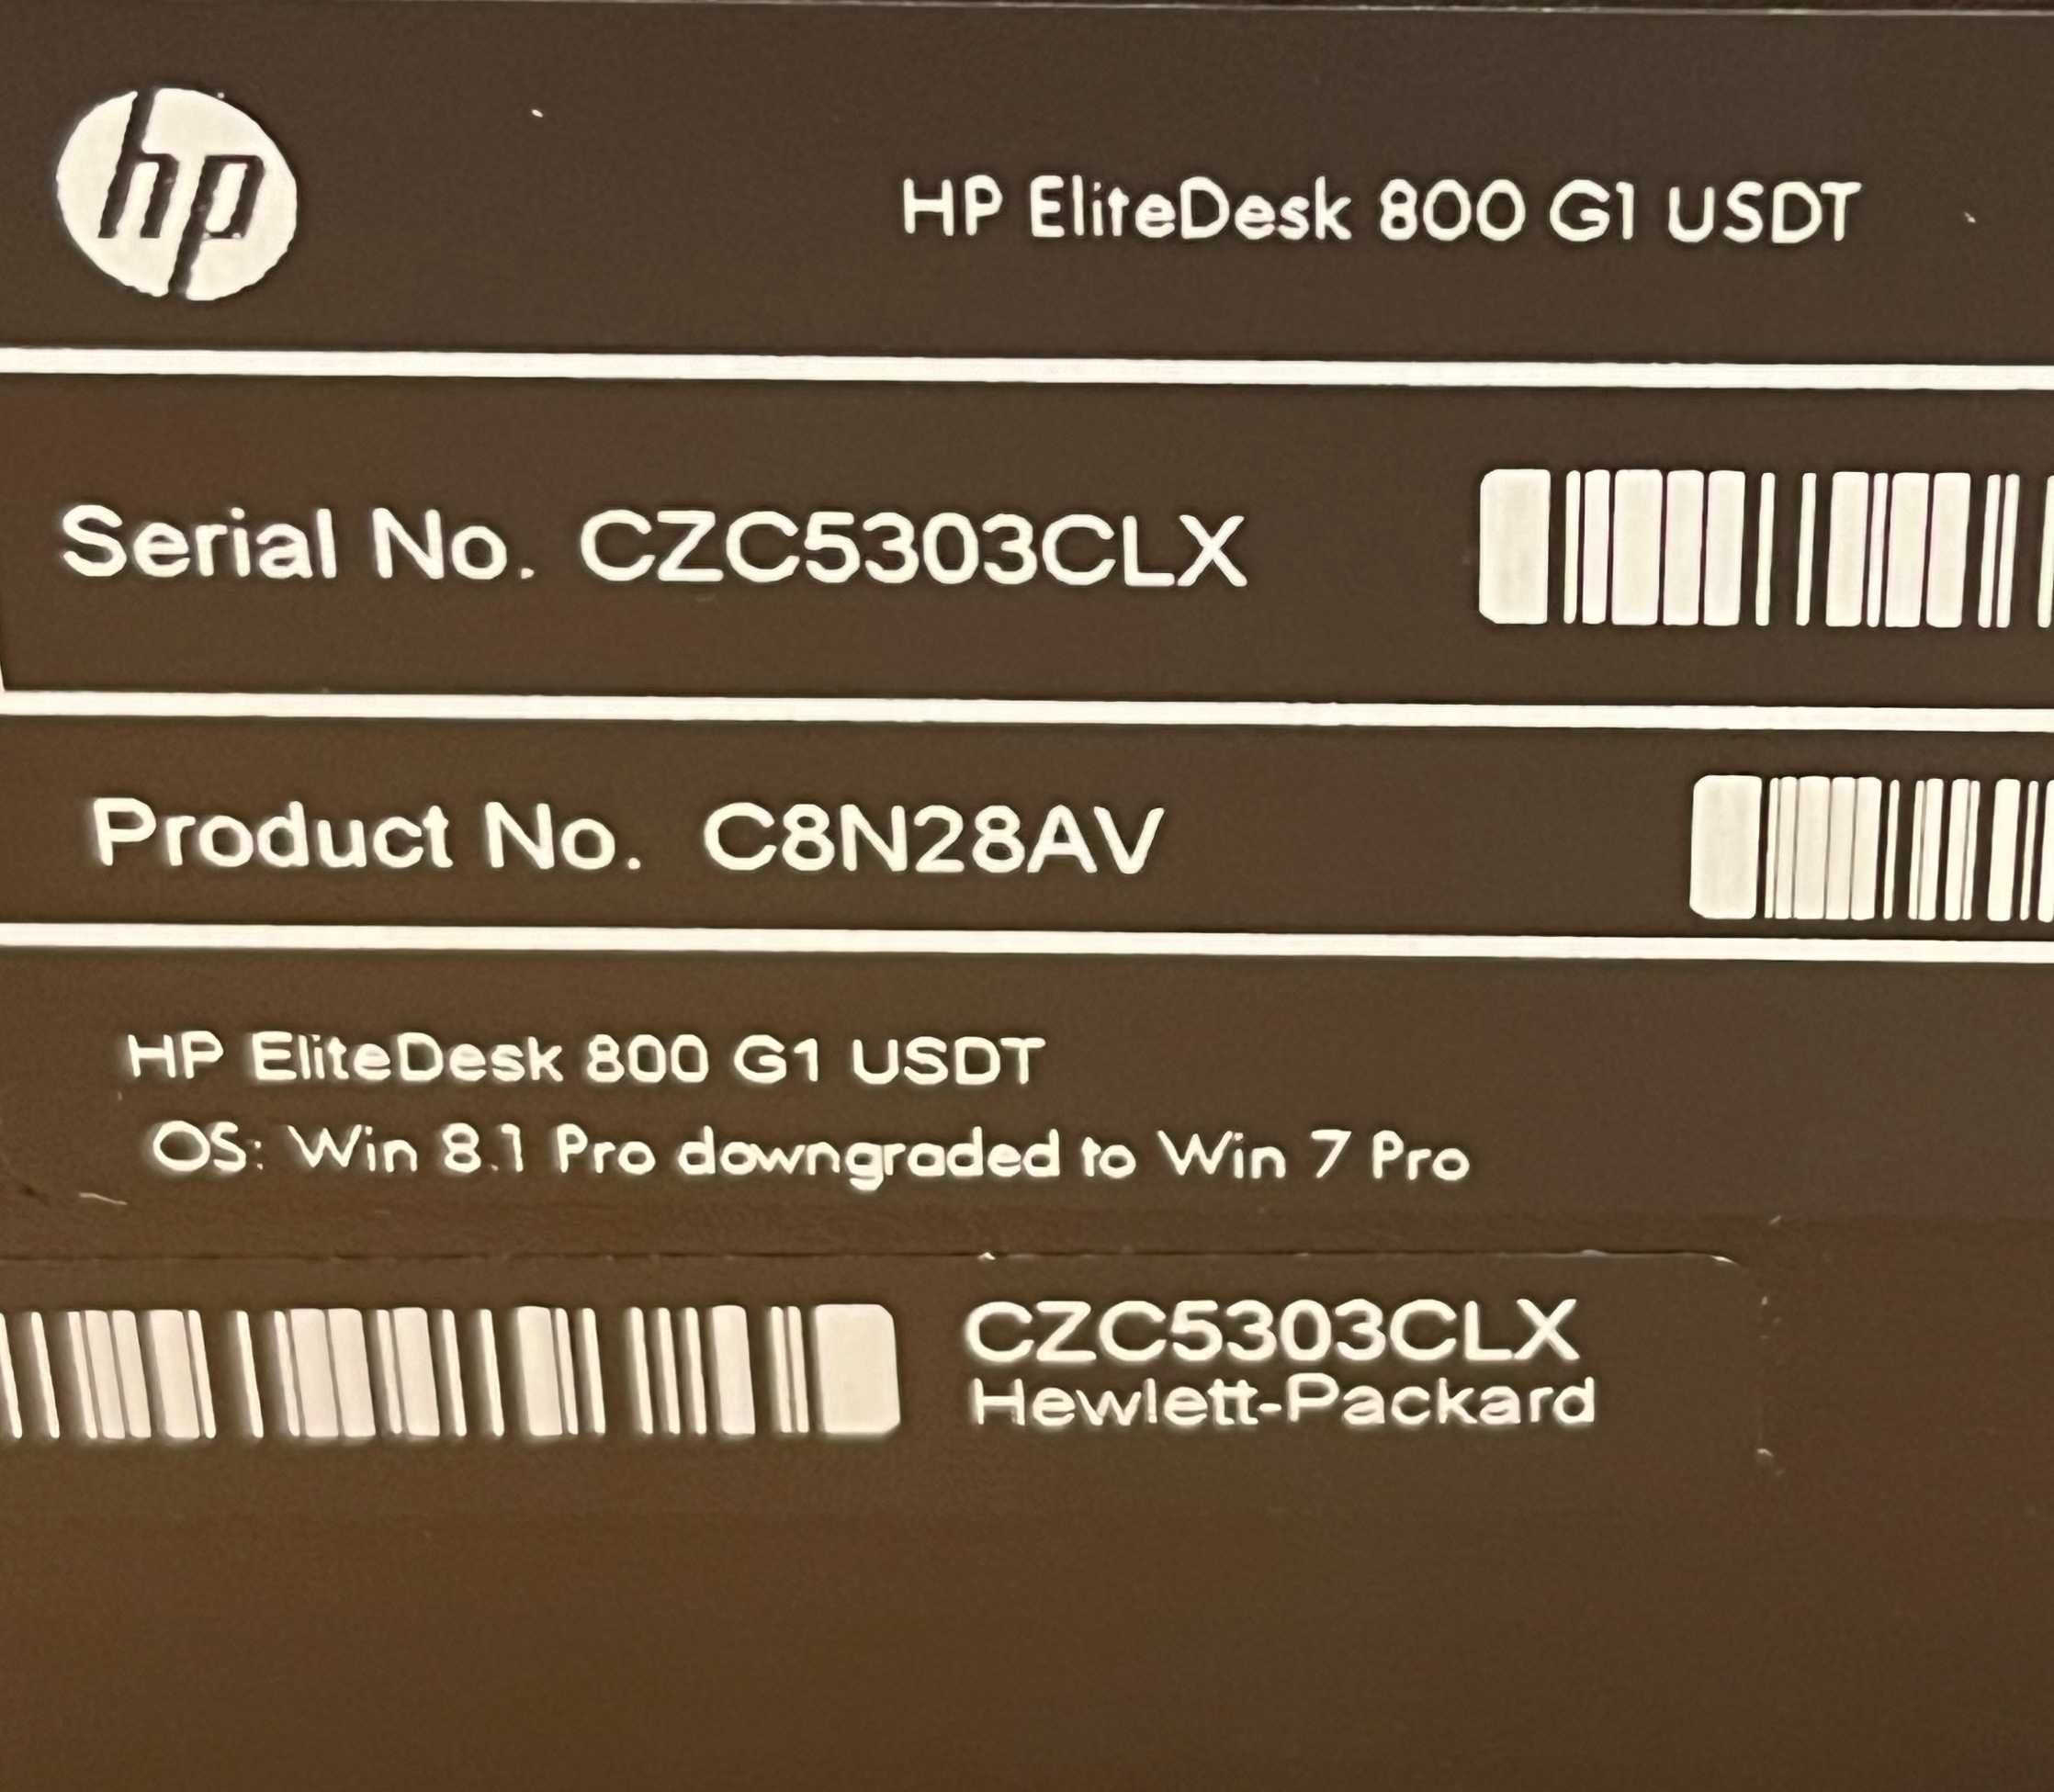 hp
HP EliteDesk 800 G1 USDT
Serial No. CZC5303CLX
Product No. C8N28AV
HP EliteDesk 800 G1 USDT
OS: Win 8.1 Pro downgraded to Win 7 Pro
CZC5303CLX
Hewlett-Packard